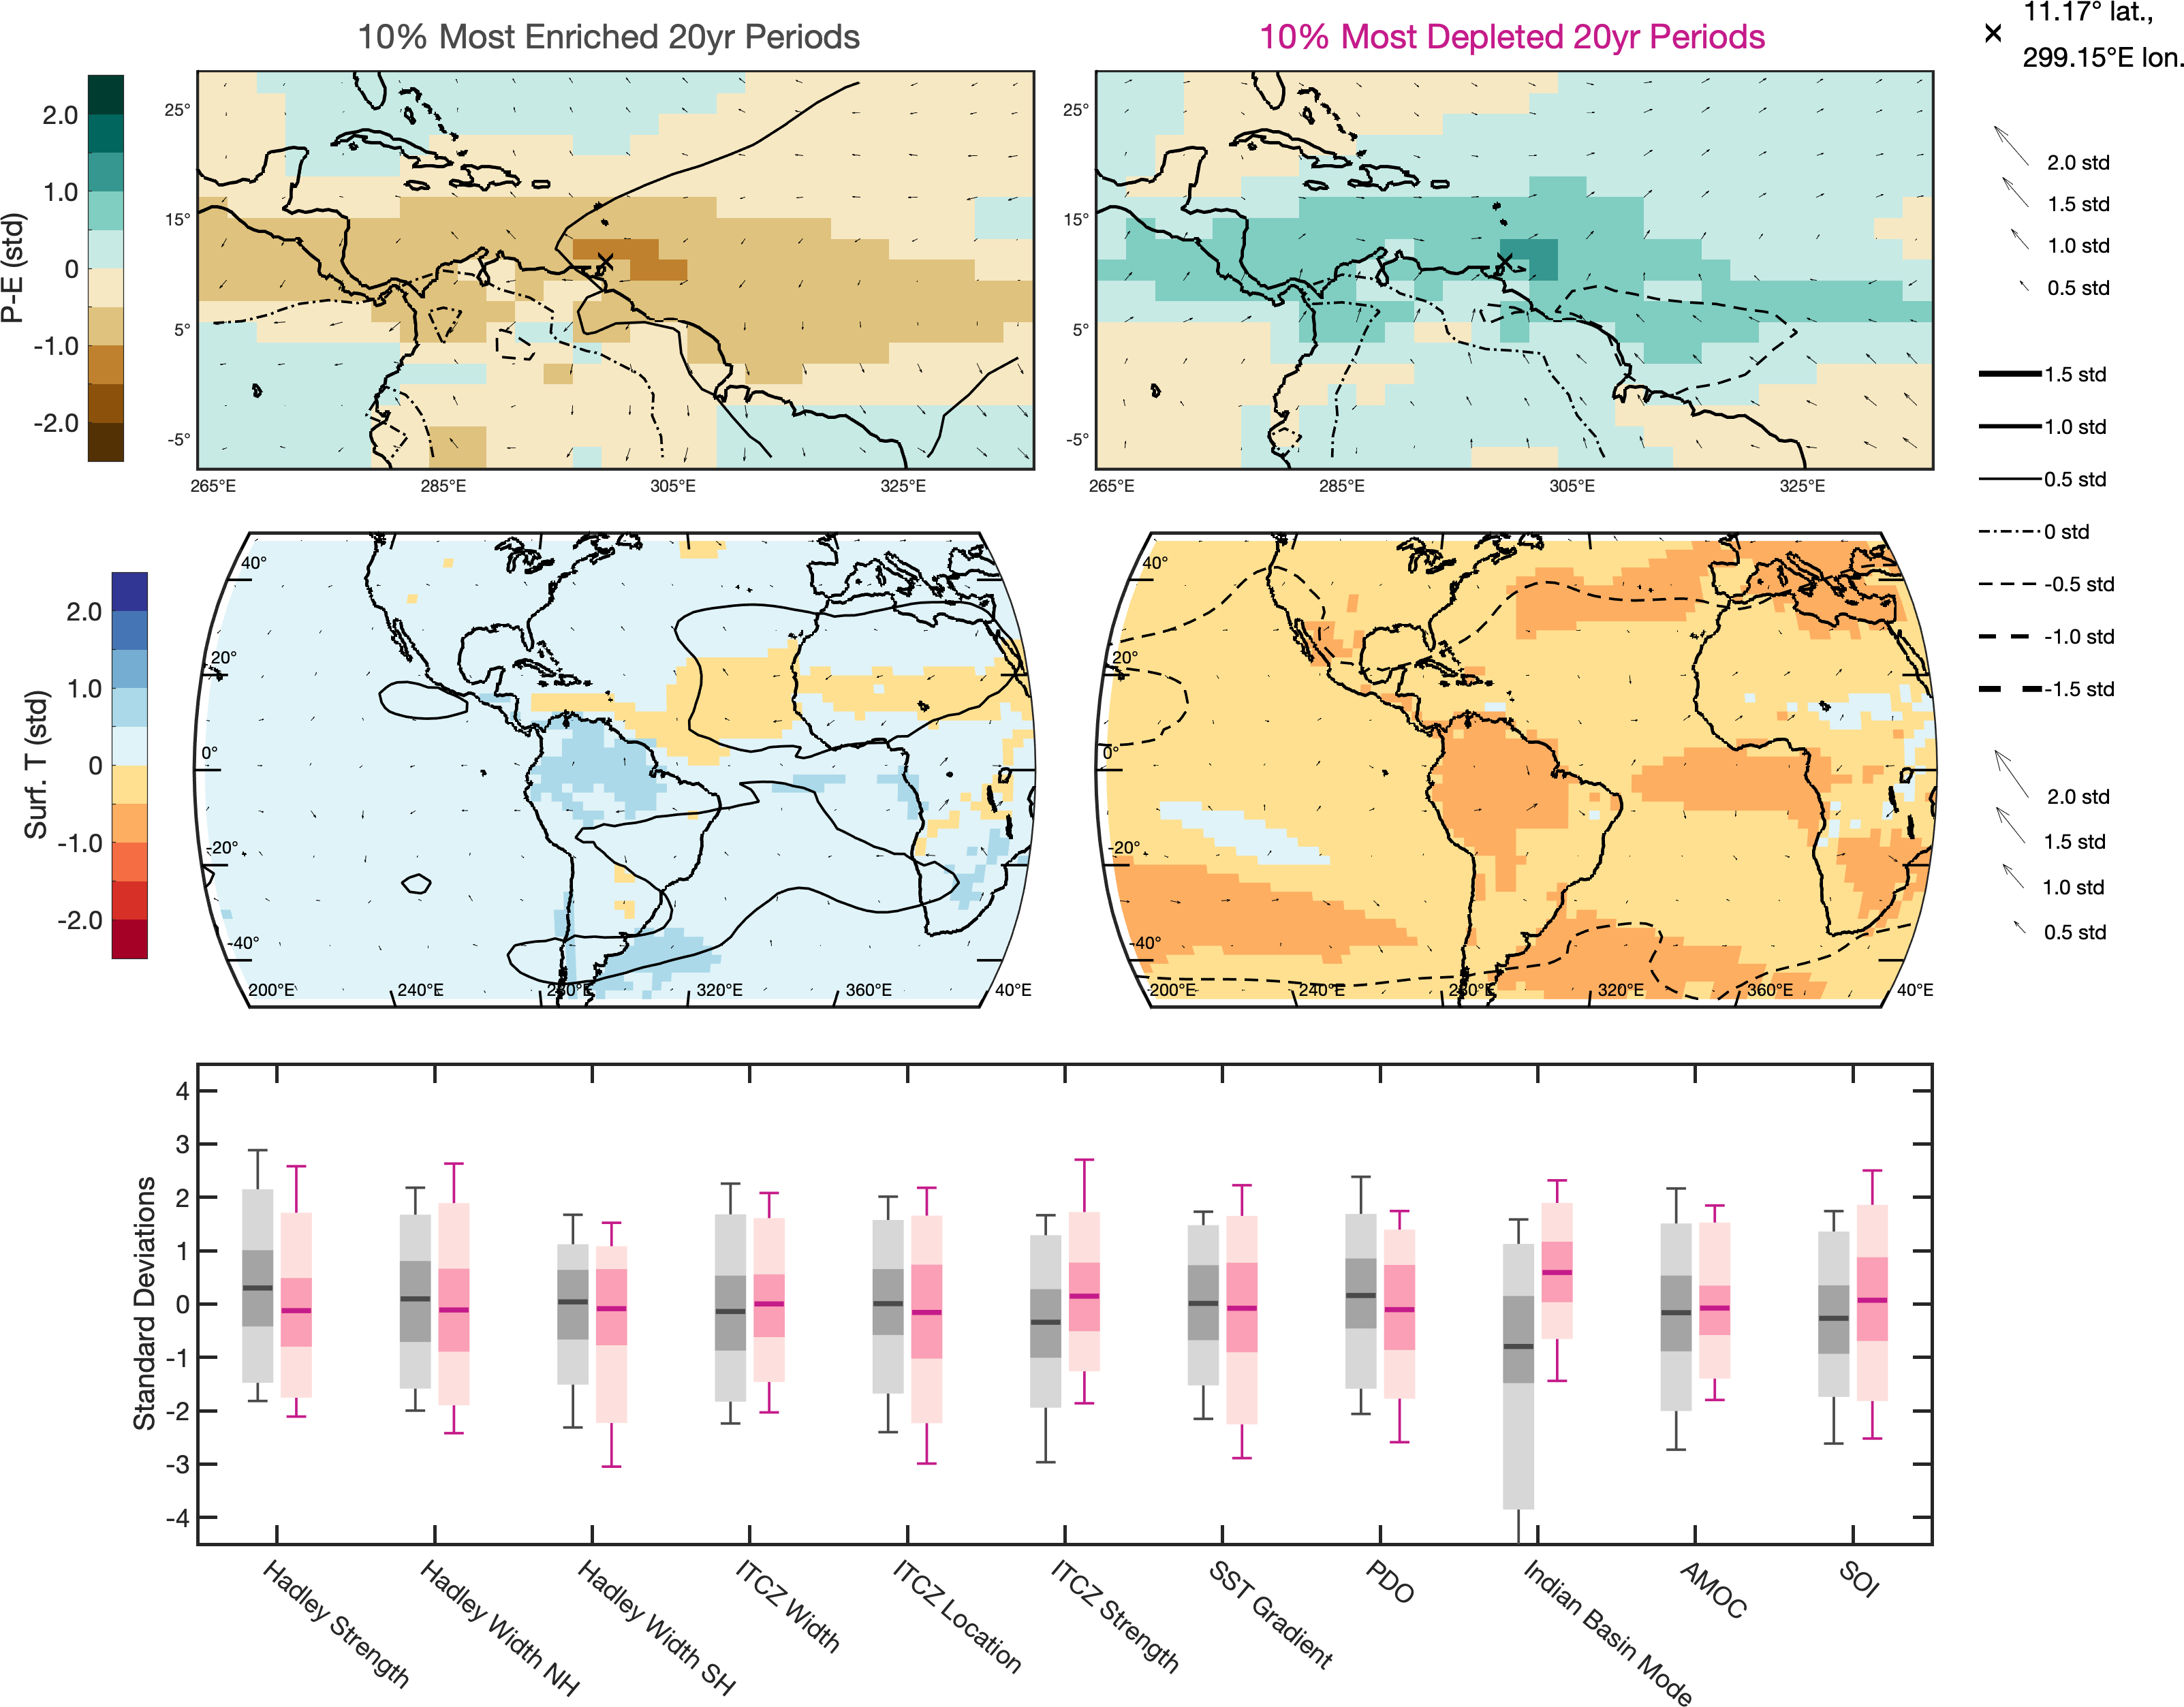 10% Most Enriched 20yr Periods
10% Most Depleted 20yr Periods
11.17° lat.,
299.15°E lon.
P-E (std)
2.0
1.0
0
-1.0
-2.0
25°
15°
5°
-5°
265°E
285°E
305°E
325°E
25°
15°
5°
-5°
265°E
285°E
305°E
325°E
2.0 std
1.5 std
1.0 std
0.5 std
1.5 std
1.0 std
0.5 std
0 std
-0.5 std
-1.0 std
-1.5 std
Surf. T (std)
2.0
1.0
0
-1.0
-2.0
40°
20°
0°
-20°
-40°
200°E
240°E
280°E
320°E
360°E
40°E
40°
20°
0°
-20°
-40°
200°E
240°E
280°E
320°E
360°E
40°E
2.0 std
1.5 std
1.0 std
0.5 std
Standard Deviations
4
3
2
1
0
-1
-2
-3
-4
Hadley Strength
Hadley Width NH
Hadley Width SH
ITCZ Width
ITCZ Location
ITCZ Strength
SST Gradient
PDO
Indian Basin Mode
AMOC
SOI